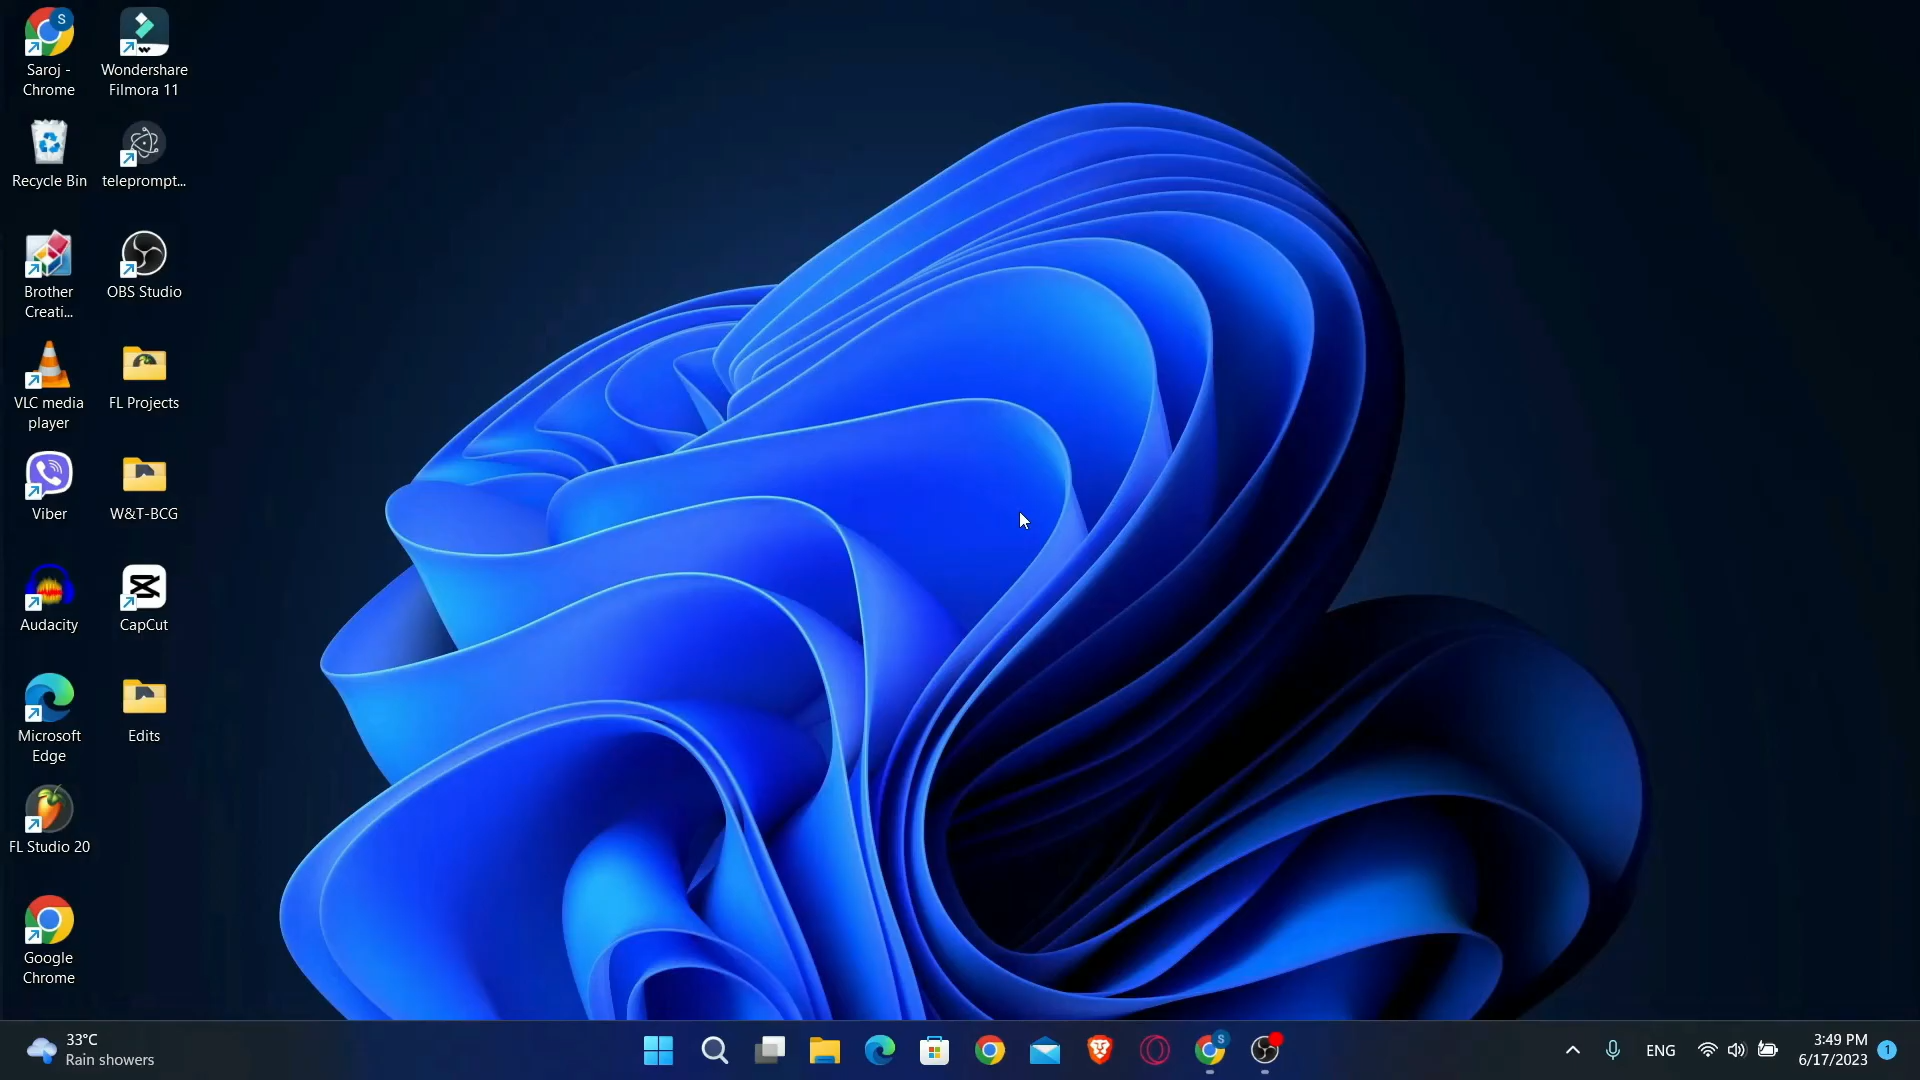 Saroj -
Chrome
Wondershare
Filmora 11
Recycle Bin
teleprompt...
Brother
Creati...
OBS Studio
VLC media
player
FL Projects
Viber
W&T-BCG
Audacity
CapCut
Microsoft
Edge
Edits
FL Studio 20
Google
Chrome
33°C
Rain showers
S
S
ENG
3:49 PM
6/17/2023
1